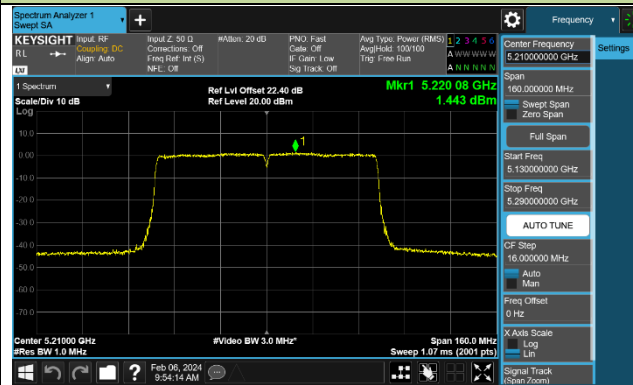 Spectrum Analyzer 1
Swept SA
Frequency
KEYSIGHT Input: RF Input Z: 50 Ω #Atten: 20 dB PNO: Fast Avg Type: Power (RMS) 1 2 3 4 5 6
RL Coupling: DC Corrections: Off Gate: Off Avg|Hold: 100/100 A W W W W W
Align: Auto Freq Ref: Int (S) IF Gain: Low Trig: Free Run
NFE: Off Sig Track: Off A N N N N N
LXI
1 Spectrum
Scale/Div 10 dB
Log
Ref Lvl Offset 22.40 dB
Ref Level 20.00 dBm
Mkr1 5.220 08 GHz
1.443 dBm
1
10.0
0.00
-10.0
-20.0
-30.0
-40.0
-50.0
-60.0
-70.0
Center 5.21000 GHz #Video BW 3.0 MHz* Span 160.0 MHz
#Res BW 1.0 MHz Sweep 1.07 ms (2001 pts)
Feb 06, 2024
9:54:14 AM
Center Frequency
5.210000000 GHz
Settings
Span
160.000000 MHz
Swept Span
Zero Span
Full Span
Start Freq
5.130000000 GHz
Stop Freq
5.290000000 GHz
AUTO TUNE
CF Step
16.000000 MHz
Auto
Man
Freq Offset
0 Hz
X Axis Scale
Log
Lin
Signal Track
(Span Zoom)